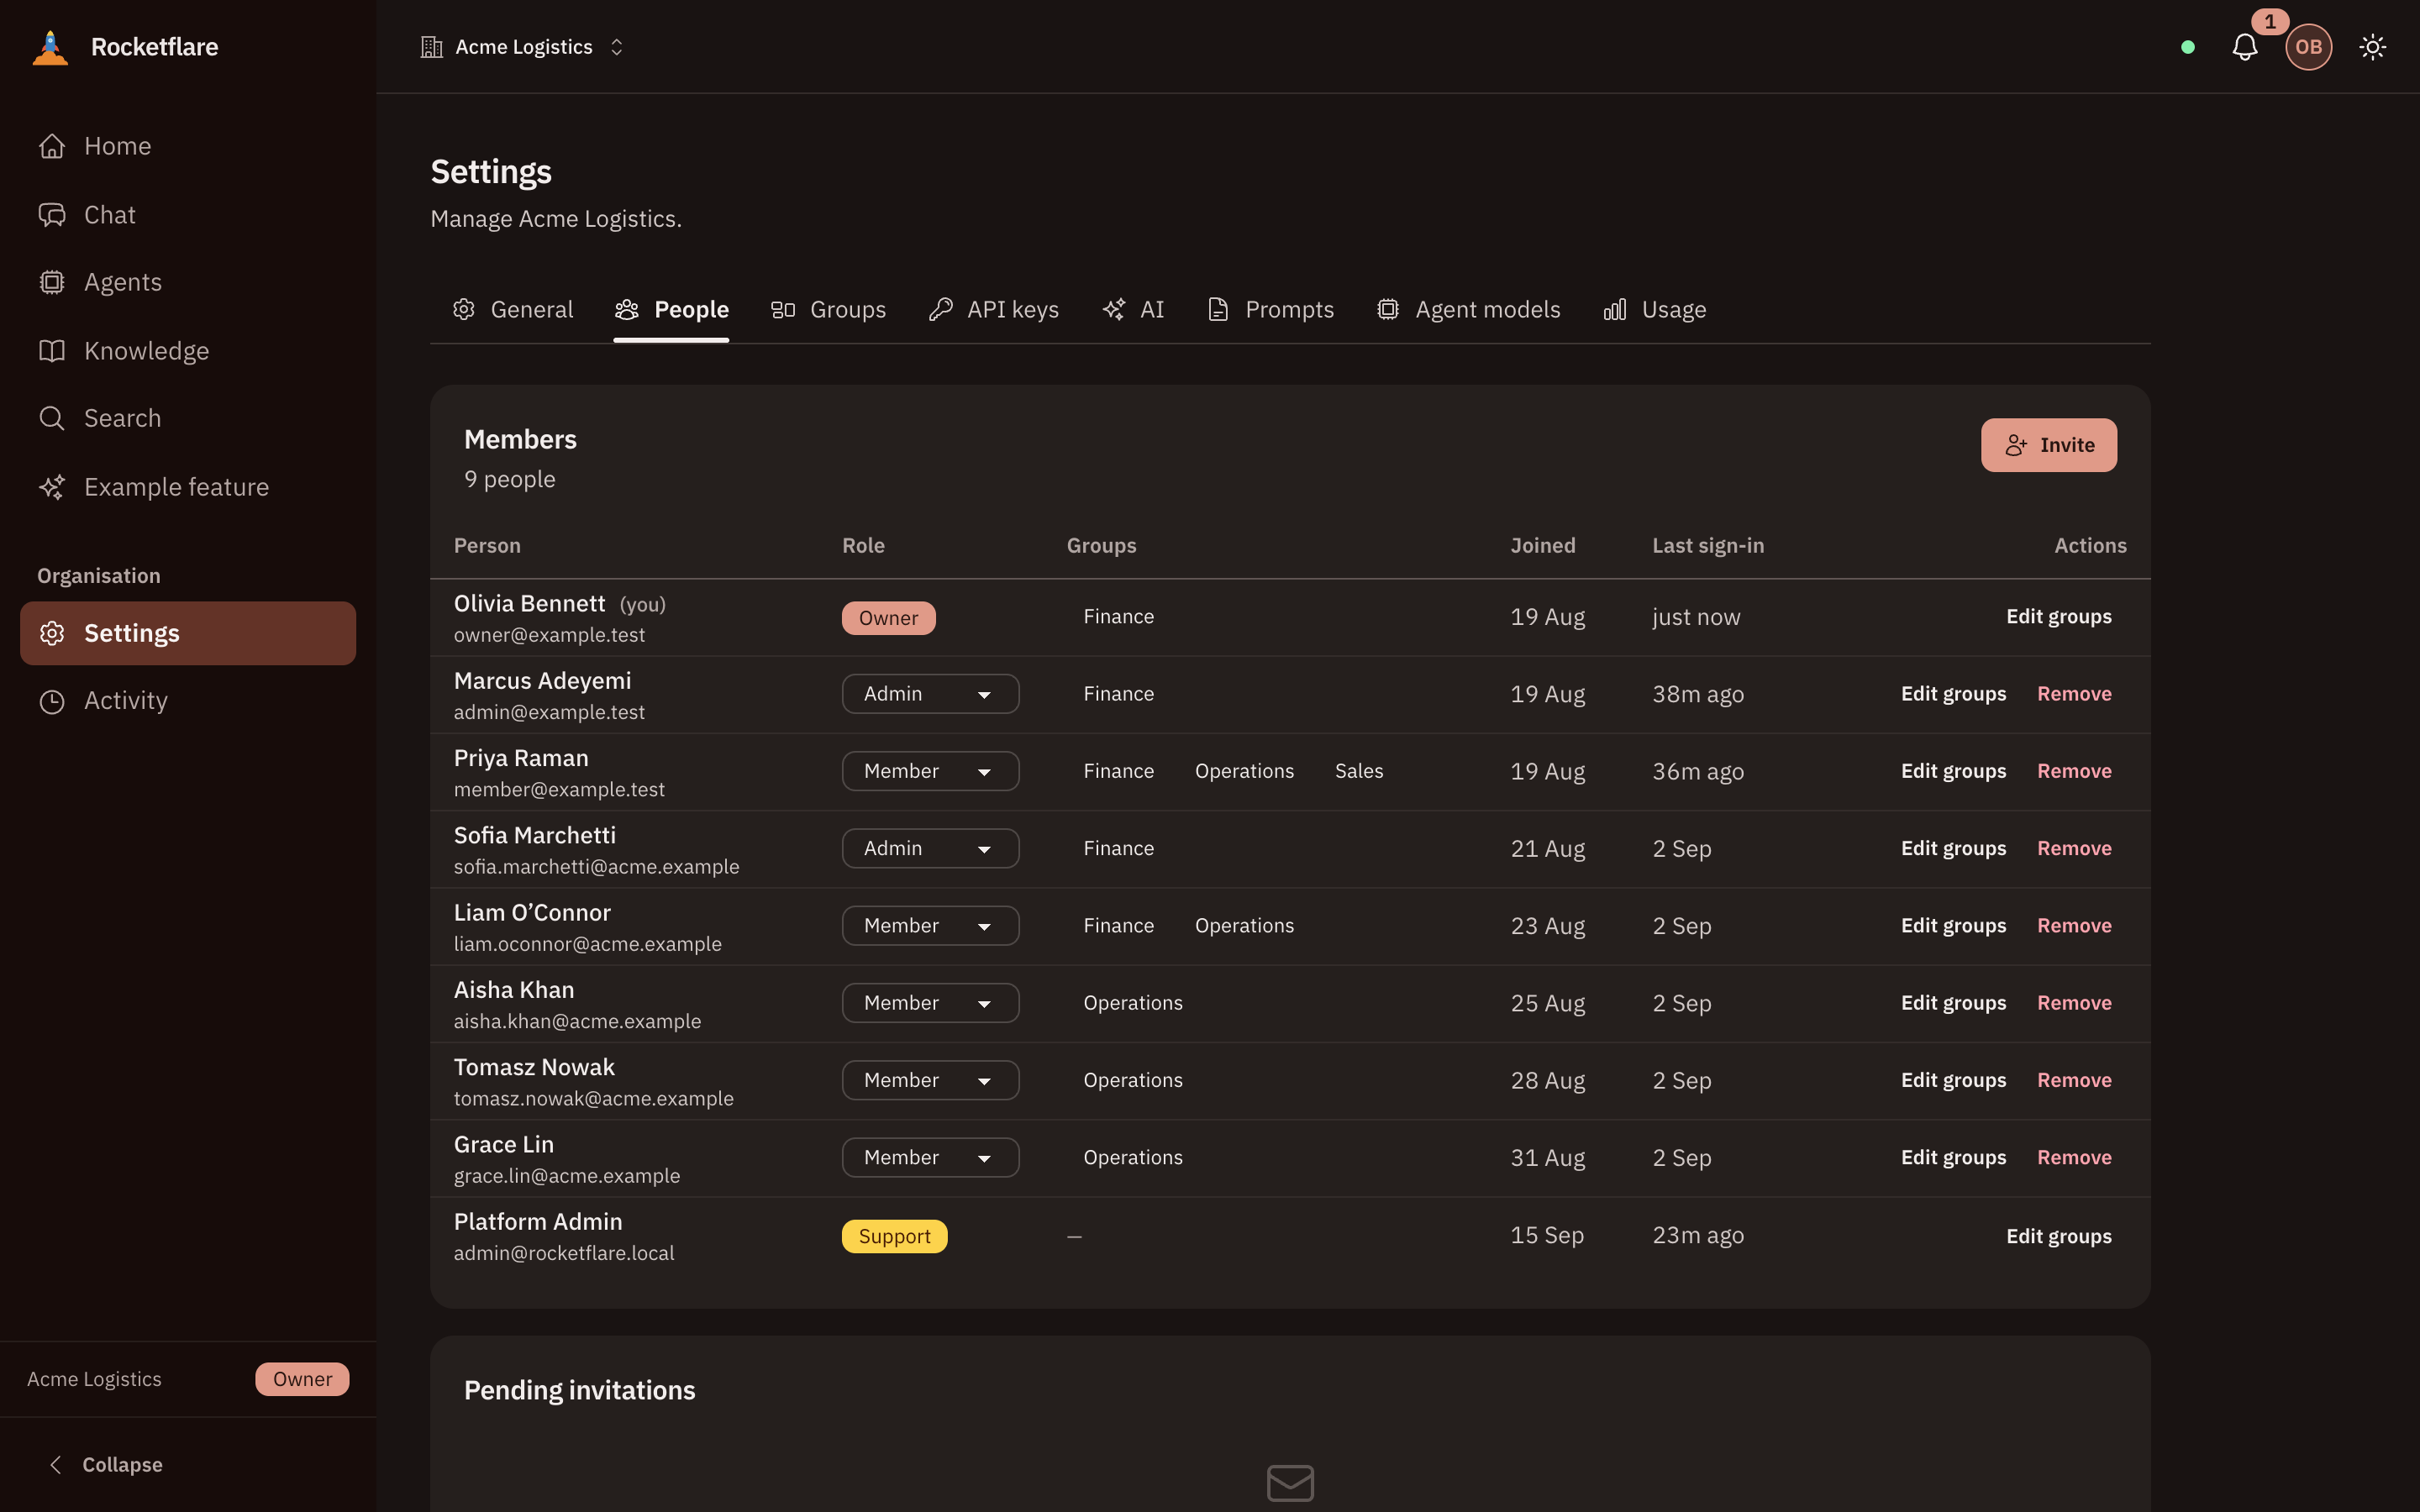 Rocketflare
Acme Logistics
1
OB
Home
Chat
Agents
Knowledge
Search
Example feature
Organisation
Settings
Activity
Acme Logistics Owner
Collapse
Settings
Manage Acme Logistics.
General People Groups API keys AI Prompts Agent models Usage
Members
9 people
Invite
Person Role Groups Joined Last sign-in Actions
Olivia Bennett (you)
owner@example.test
Owner Finance 19 Aug just now Edit groups
Marcus Adeyemi
admin@example.test
Admin Finance 19 Aug 38m ago Edit groups Remove
Priya Raman
member@example.test
Member Finance Operations Sales 19 Aug 36m ago Edit groups Remove
Sofia Marchetti
sofia.marchetti@acme.example
Admin Finance 21 Aug 2 Sep Edit groups Remove
Liam O’Connor
liam.oconnor@acme.example
Member Finance Operations 23 Aug 2 Sep Edit groups Remove
Aisha Khan
aisha.khan@acme.example
Member Operations 25 Aug 2 Sep Edit groups Remove
Tomasz Nowak
tomasz.nowak@acme.example
Member Operations 28 Aug 2 Sep Edit groups Remove
Grace Lin
grace.lin@acme.example
Member Operations 31 Aug 2 Sep Edit groups Remove
Platform Admin
admin@rocketflare.local
Support — 15 Sep 23m ago Edit groups
Pending invitations